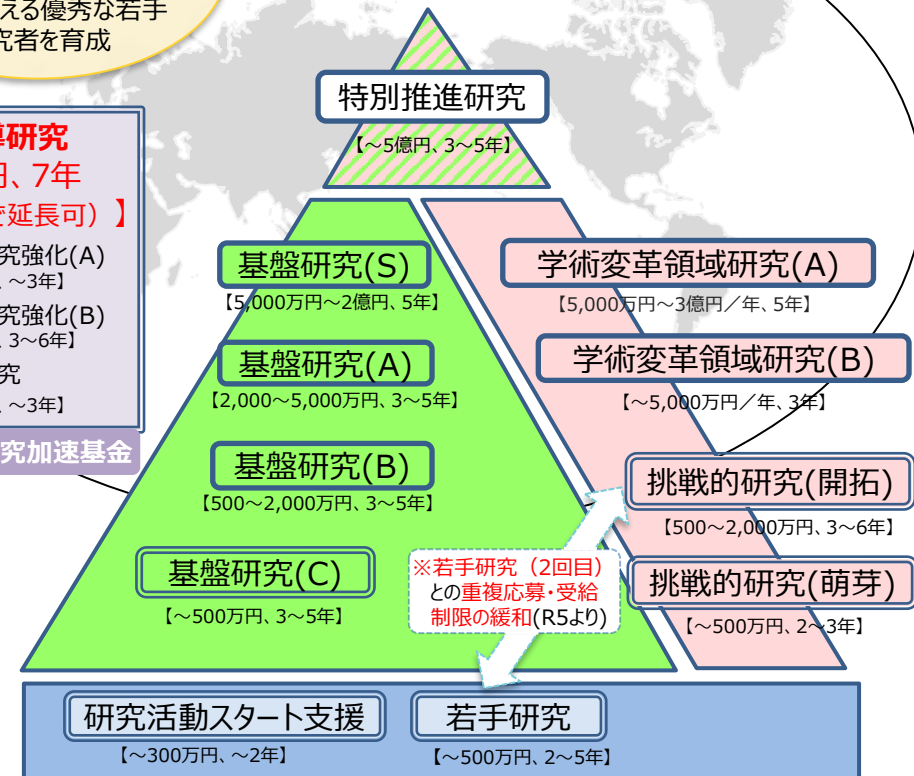 える優秀な若手
究者を育成
導研究
円、7年
で延長可）】
究強化(A)
、～3年】
究強化(B)
、3～6年】
究
、～3年】
究加速基金
特別推進研究
【～5億円、3～5年】
基盤研究(S)
【5,000万円～2億円、5年】
基盤研究(A)
【2,000～5,000万円、3～5年】
基盤研究(B)
【500～2,000万円、3～5年】
基盤研究(C)
【～500万円、3～5年】
学術変革領域研究(A)
【5,000万円～3億円／年、5年】
学術変革領域研究(B)
【～5,000万円／年、3年】
挑戦的研究(開拓)
【500～2,000万円、3～6年】
挑戦的研究(萌芽)
【～500万円、2～3年】
※若手研究（2回目）
との重複応募・受給
制限の緩和(R5より)
研究活動スタート支援
【～300万円、～2年】
若手研究
【～500万円、2～5年】